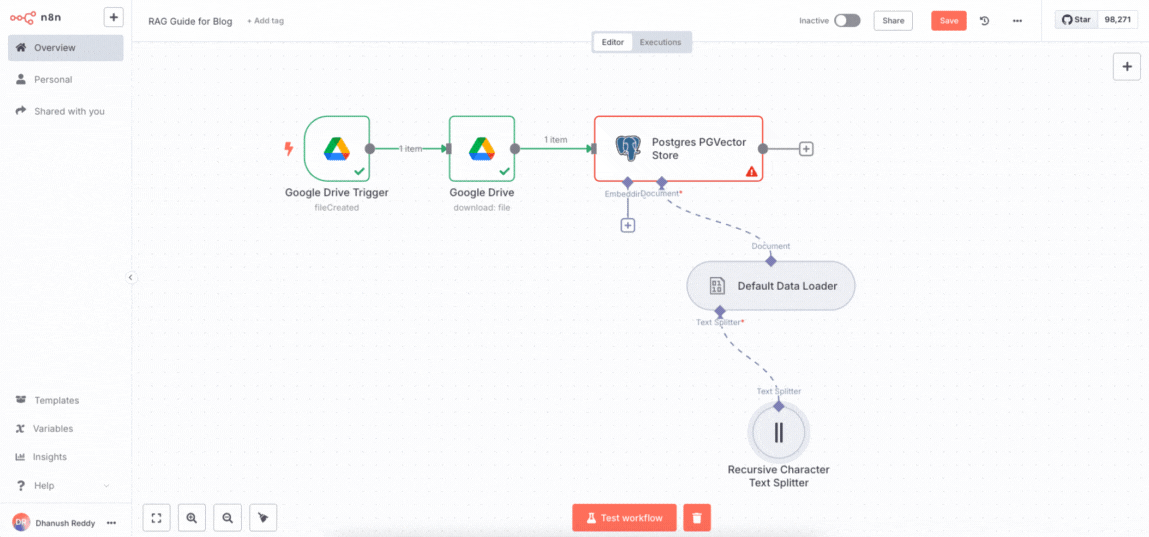 n8n
RAG Guide for Blog
+ Add tag
Inactive
Share
Save
Star
98,271
Overview
Personal
Shared with you
Editor
Executions
1 item
1 item
Postgres PGVector
Store
Google Drive Trigger
fileCreated
Google Drive
download: file
Document*
Document
Default Data Loader
Text Splitter*
Text Splitter
Recursive Character
Text Splitter
Templates
Variables
Insights
Help
DR
Dhanush Reddy
Test workflow